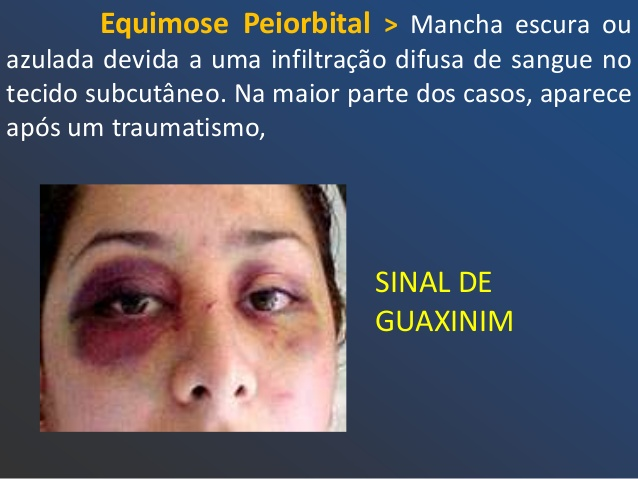 Equimose Peiorbital > Mancha escura ou
azulada devida a uma infiltração difusa de sangue no
tecido subcutâneo. Na maior parte dos casos, aparece
após um traumatismo,
SINAL DE
GUAXINIM